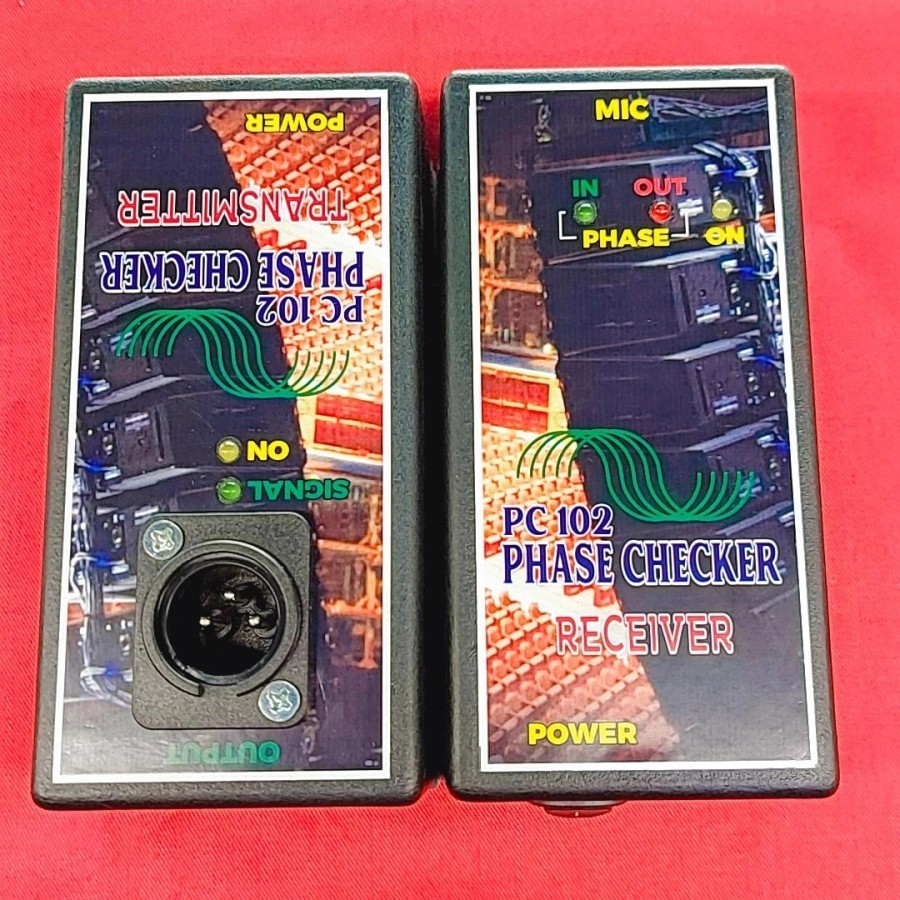 POWER
TRANSMITTER
PHASE CHECKER
PC 102
ON
SIGNAL
OUTPUT
MIC
IN OUT
PHASE ON
PC 102
PHASE CHECKER
RECEIVER
POWER